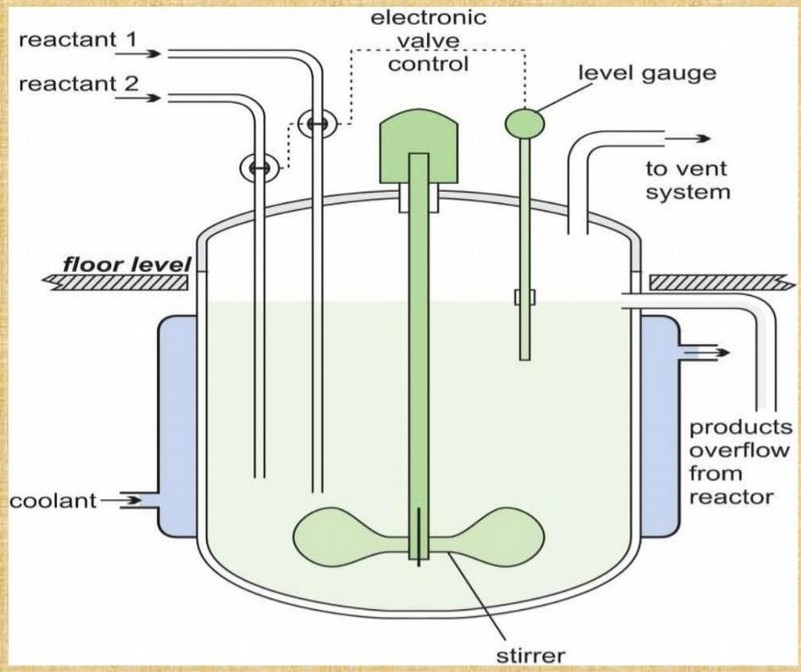 electronic
valve
control
reactant 1
reactant 2
level gauge
to vent
system
floor level
products
overflow
from
reactor
coolant
stirrer